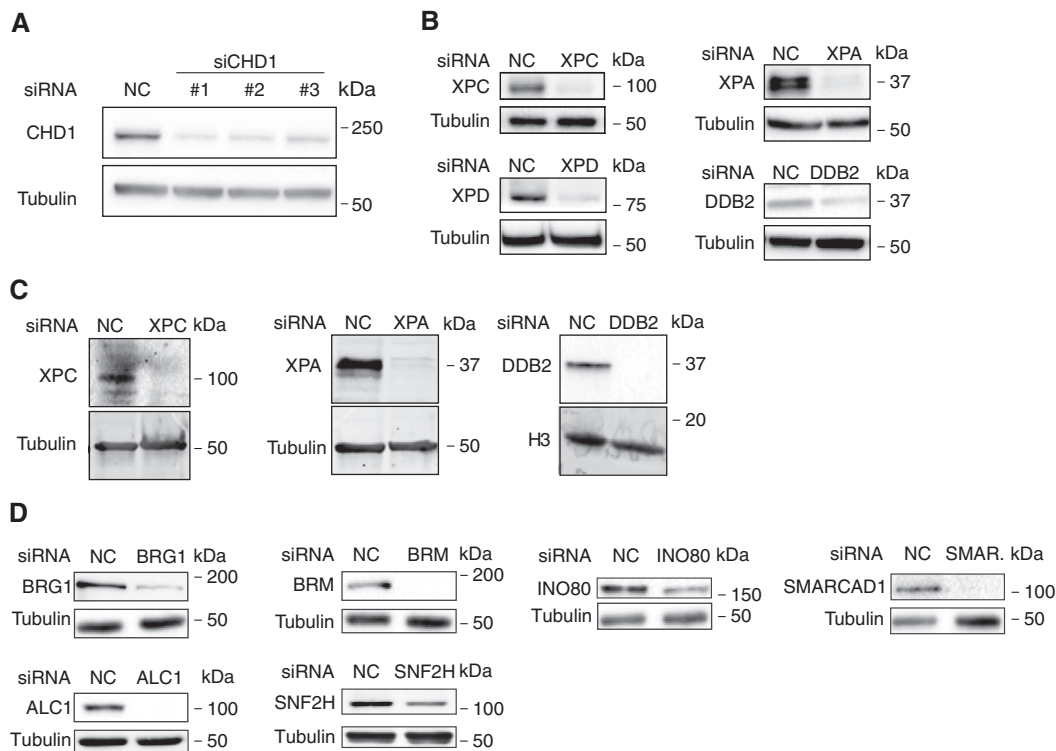 A
siCHD1
siRNA NC #1 #2 #3 kDa
CHD1 - 250
Tubulin - 50
B
siRNA NC XPC kDa
XPC - 100
Tubulin - 50
siRNA NC XPA kDa
XPA - 37
Tubulin - 50
siRNA NC XPD kDa
XPD - 75
Tubulin - 50
siRNA NC DDB2 kDa
DDB2 - 37
Tubulin - 50
C
siRNA NC XPC kDa
XPC - 100
Tubulin - 50
siRNA NC XPA kDa
XPA - 37
Tubulin - 50
siRNA NC DDB2 kDa
DDB2 - 37
- 20
H3
D
siRNA NC BRG1 kDa
BRG1 - 200
Tubulin - 50
siRNA NC BRM kDa
BRM - 200
Tubulin - 50
siRNA NC INO80 kDa
INO80 - 150
Tubulin - 50
siRNA NC SMAR. kDa
SMARCAD1 - 100
Tubulin - 50
siRNA NC ALC1 kDa
ALC1 - 100
Tubulin - 50
siRNA NC SNF2H kDa
SNF2H - 100
Tubulin - 50